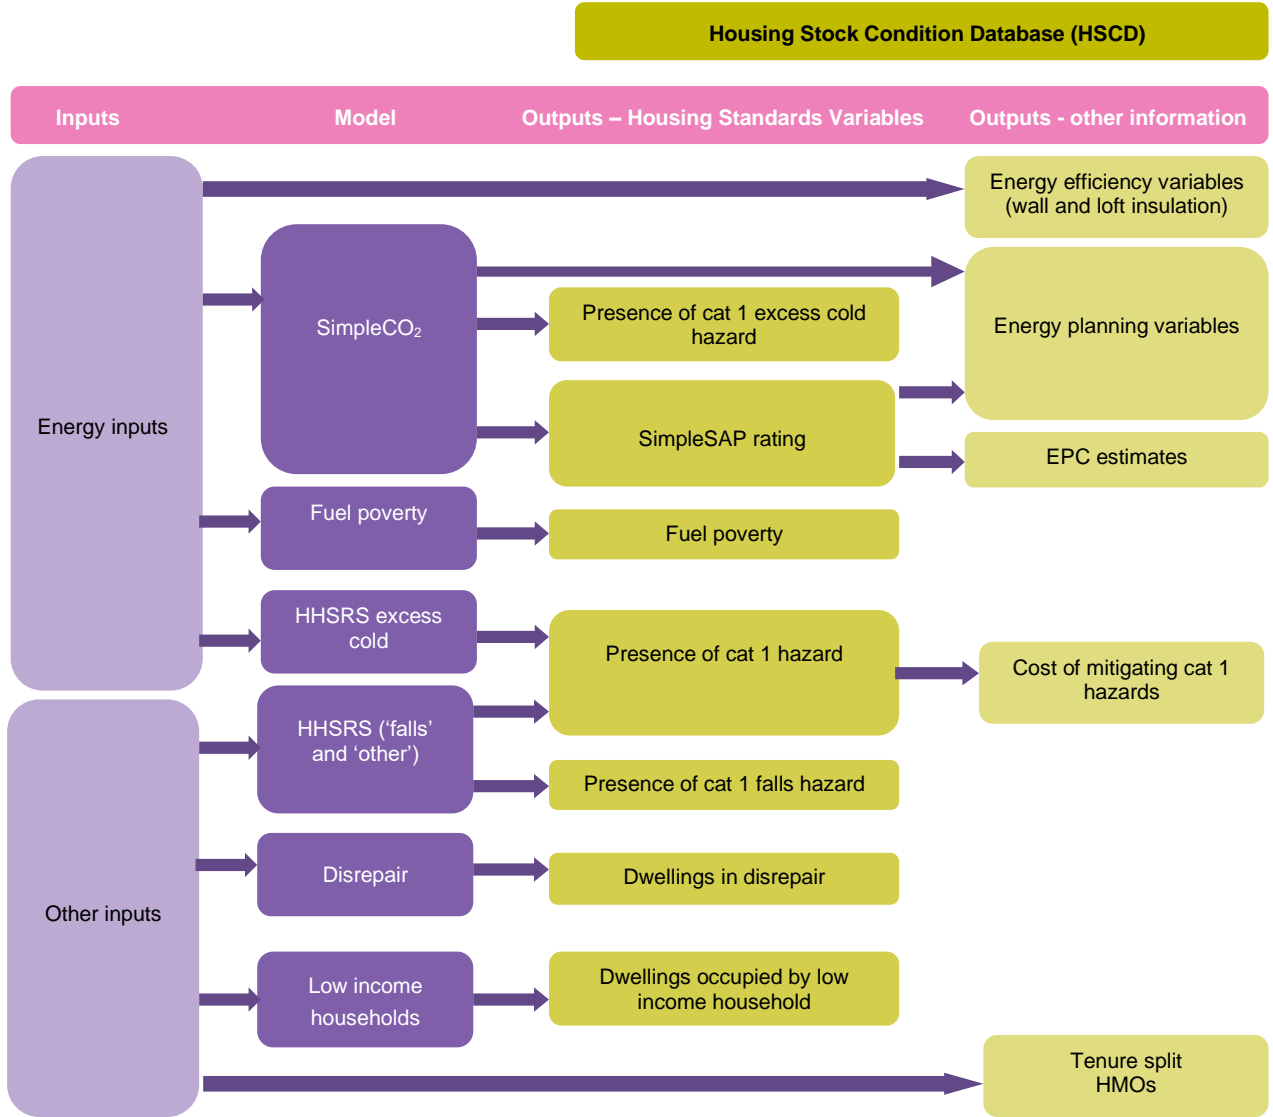 Housing Stock Condition Database (HSCD)
Inputs
Model
Outputs – Housing Standards Variables
Outputs - other information
Energy efficiency variables
(wall and loft insulation)
SimpleCO₂
Presence of cat 1 excess cold
hazard
Energy planning variables
Energy inputs
SimpleSAP rating
EPC estimates
Fuel poverty
Fuel poverty
HHSRS excess
cold
Presence of cat 1 hazard
Cost of mitigating cat 1
hazards
HHSRS (‘falls’
and ‘other’)
Presence of cat 1 falls hazard
Disrepair
Dwellings in disrepair
Other inputs
Low income
households
Dwellings occupied by low
income household
Tenure split
HMOs